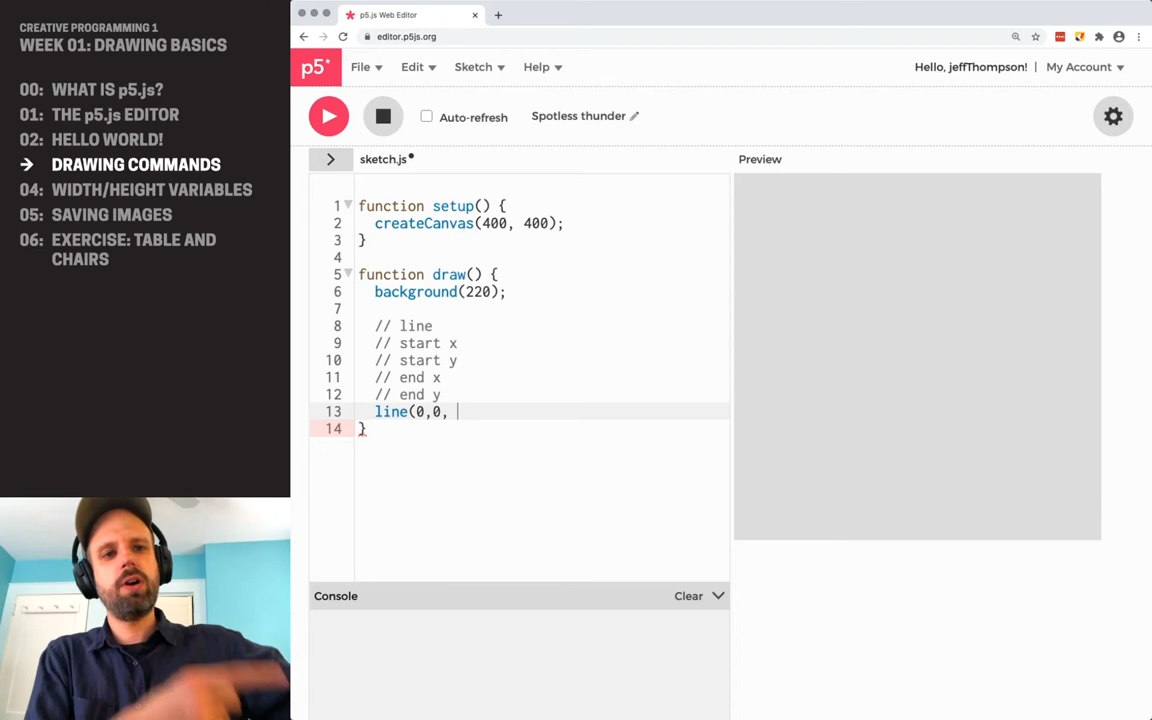 CREATIVE PROGRAMMING 1
WEEK 01: DRAWING BASICS
00: WHAT IS p5.js?
01: THE p5.js EDITOR
02: HELLO WORLD!
→ DRAWING COMMANDS
04: WIDTH/HEIGHT VARIABLES
05: SAVING IMAGES
06: EXERCISE: TABLE AND
CHAIRS
p5.js Web Editor
editor.p5js.org
p5*
File
Edit
Sketch
Help
Hello, jeffThompson!
My Account
Auto-refresh
Spotless thunder
sketch.js
Preview
1 function setup() {
2 createCanvas(400, 400);
3 }
4
5 function draw() {
6 background(220);
7
8 // line
9 // start x
10 // start y
11 // end x
12 // end y
13 line(0,0,
14 }
Console
Clear